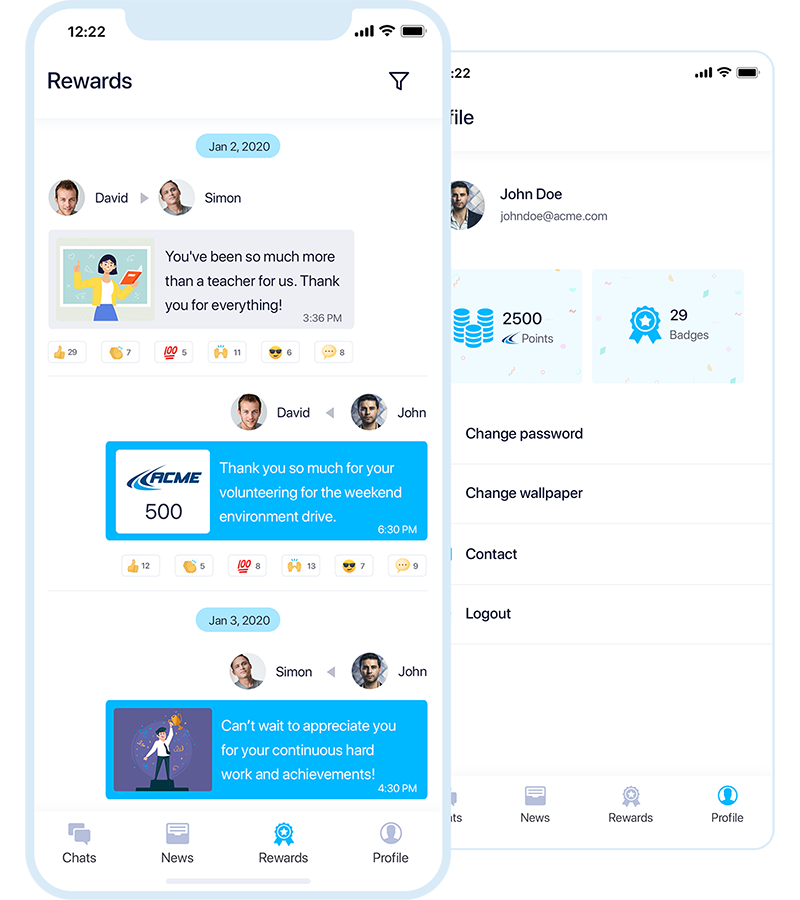 12:22
Rewards
Jan 2, 2020
David
Simon
You've been so much more
than a teacher for us. Thank
you for everything!
3:36 PM
29
7
100 5
11
6
8
David
John
ACME
500
Thank you so much for your
volunteering for the weekend
environment drive.
6:30 PM
12
5
100 8
13
7
9
Jan 3, 2020
Simon
John
Can't wait to appreciate you
for your continuous hard
work and achievements!
4:30 PM
Chats
News
Rewards
Profile
:22
file
John Doe
johndoe@acme.com
2500
Points
29
Badges
Change password
Change wallpaper
Contact
Logout
ats
News
Rewards
Profile